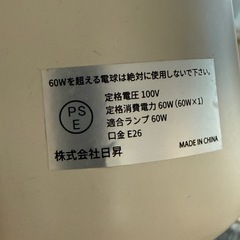 60Wを超える電球は絶対に使用しないで下さい。
PS
E
定格電圧 100V
定格消費電力 60W (60W×1)
適合ランプ 60W
口金 E26
MADE IN CHINA
株式会社日昇